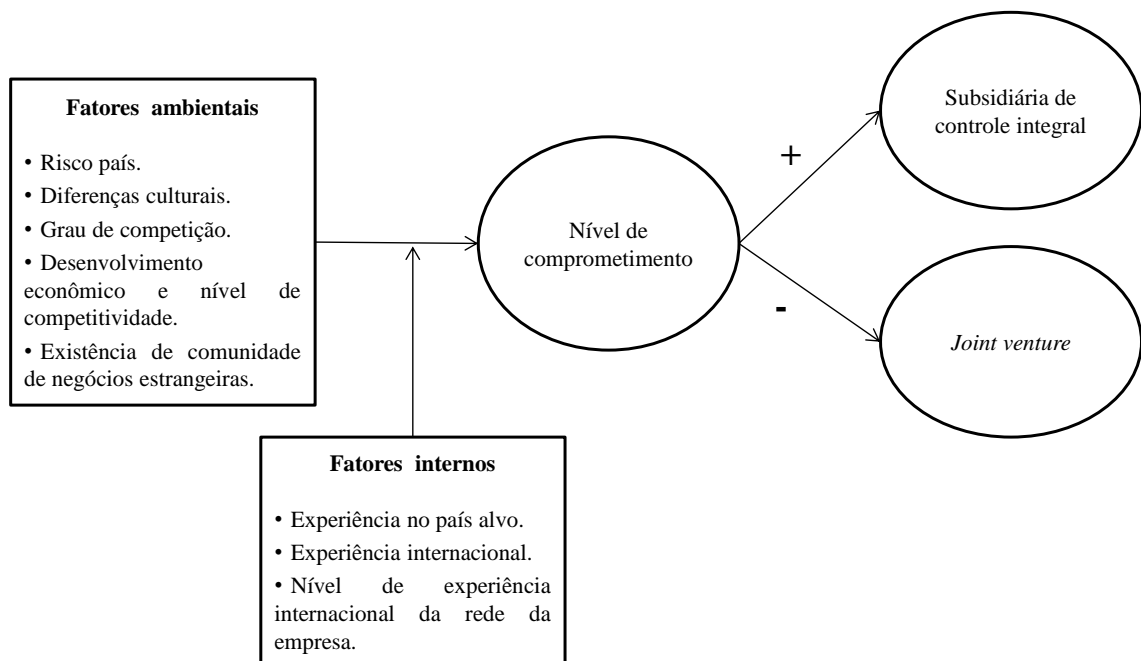 Fatores ambientais
• Risco país.
• Diferenças culturais.
• Grau de competição.
• Desenvolvimento
econômico e nível de
competitividade.
• Existência de comunidade
de negócios estrangeiras.
Fatores internos
• Experiência no país alvo.
• Experiência internacional.
• Nível de experiência
internacional da rede da
empresa.
Nível de
comprometimento
+
-
Subsidiária de
controle integral
Joint venture